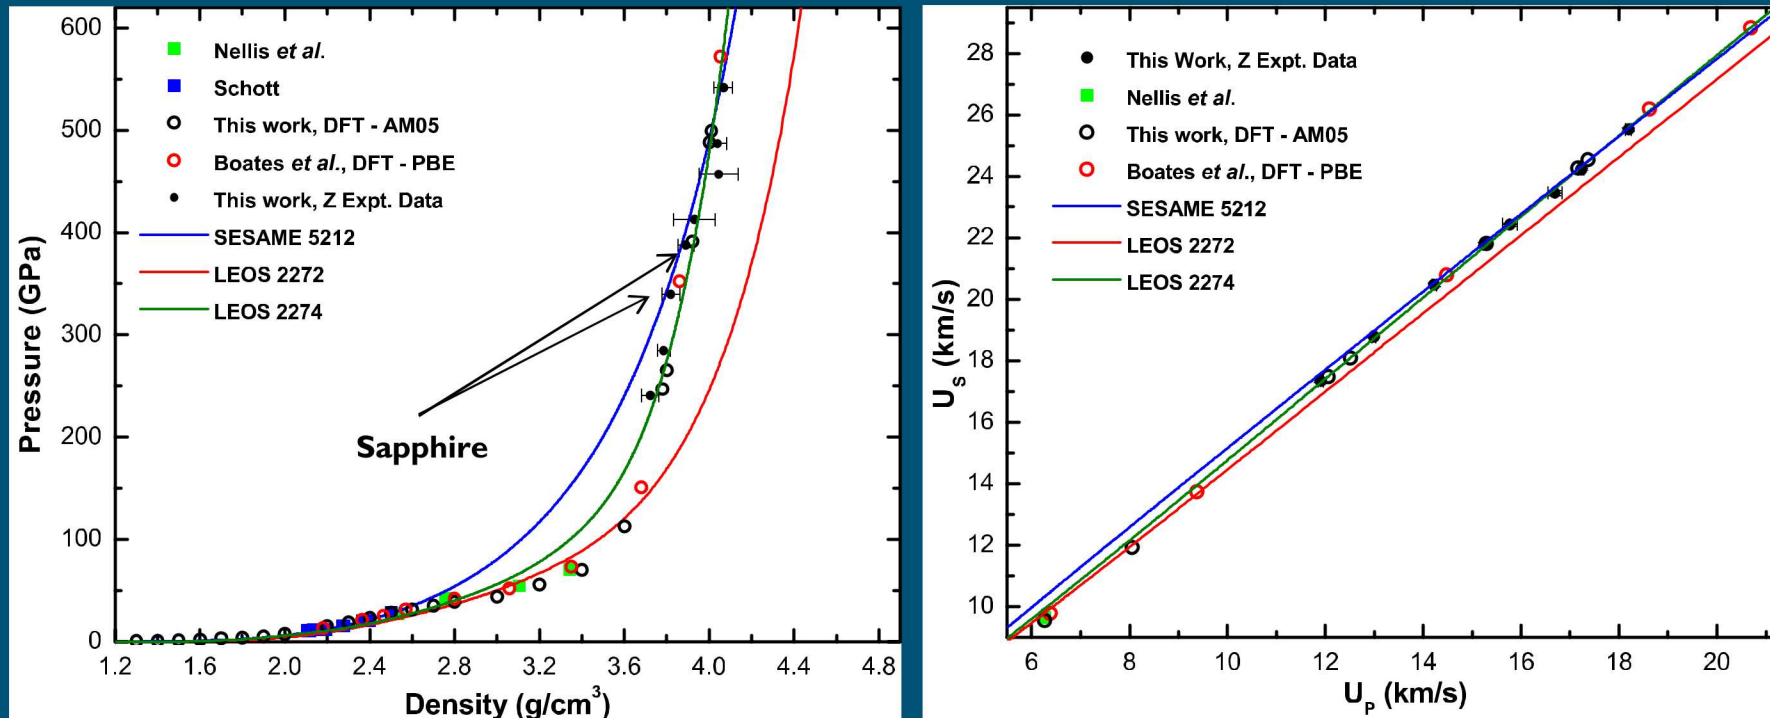 600
500
400
300
200
100
0
Pressure (GPa)
Nellis et al.
Schott
This work, DFT - AM05
Boates et al., DFT - PBE
This work, Z Expt. Data
SESAME 5212
LEOS 2272
LEOS 2274
Sapphire
1.2 1.6 2.0 2.4 2.8 3.2 3.6 4.0 4.4 4.8
Density (g/cm³)
28
26
24
22
20
18
16
14
12
10
U_S (km/s)
This Work, Z Expt. Data
Nellis et al.
This work, DFT - AM05
Boates et al., DFT - PBE
SESAME 5212
LEOS 2272
LEOS 2274
6 8 10 12 14 16 18 20
U_P (km/s)